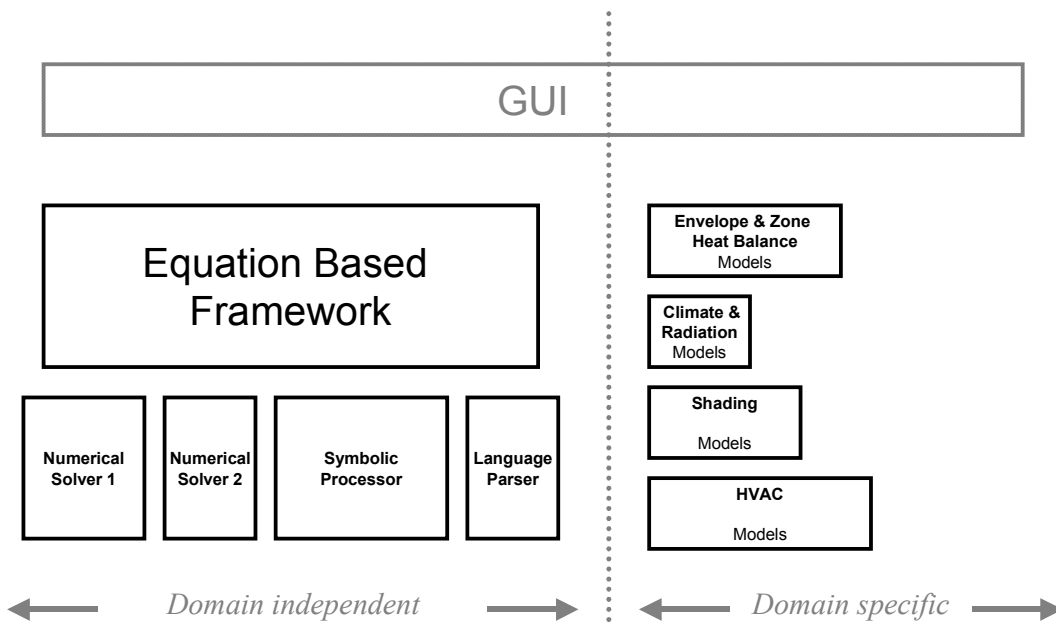 GUI
Equation Based
Framework
Numerical
Solver 1
Numerical
Solver 2
Symbolic
Processor
Language
Parser
Envelope & Zone
Heat Balance
Models
Climate &
Radiation
Models
Shading
Models
HVAC
Models
Domain independent
Domain specific